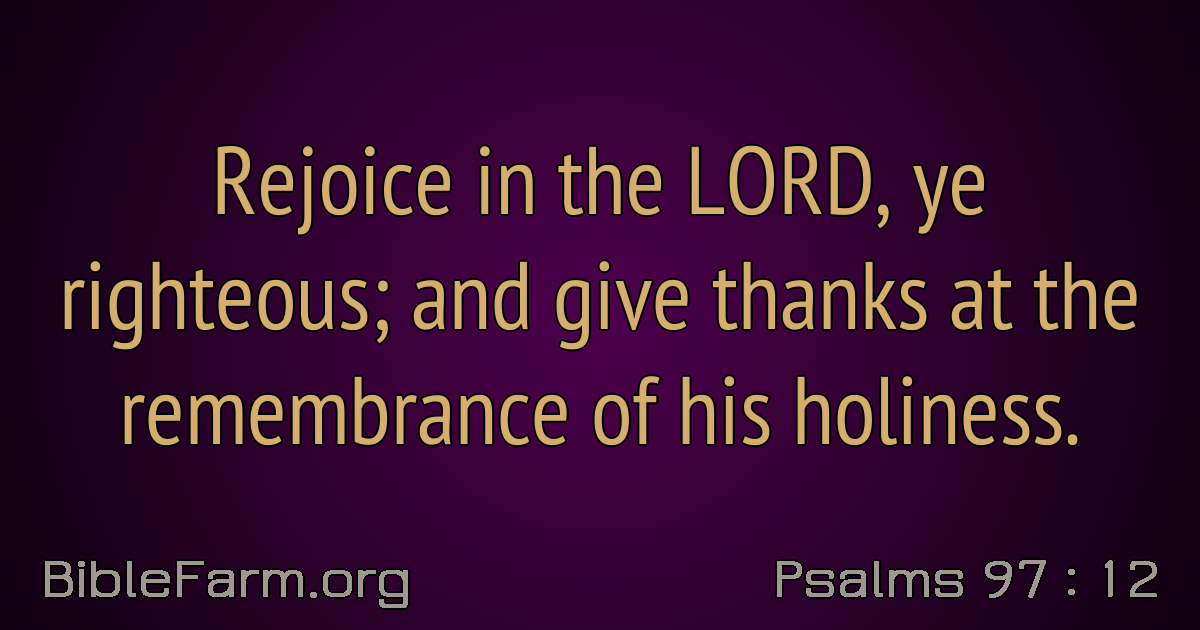 Rejoice in the LORD, ye
righteous; and give thanks at the
remembrance of his holiness.
BibleFarm.org
Psalms 97 : 12